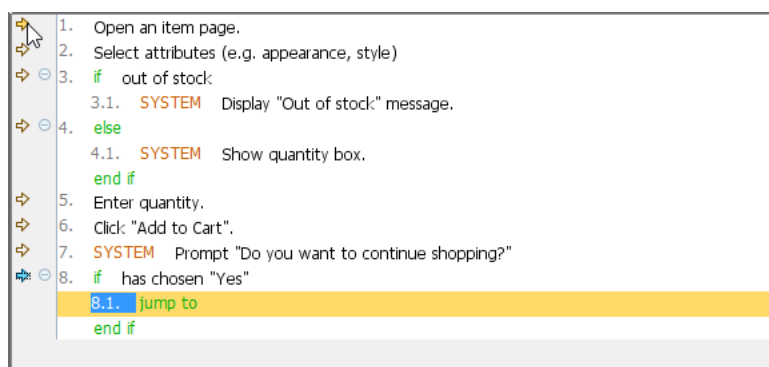 1. Open an item page.
2. Select attributes (e.g. appearance, style)
3. if out of stock
3.1. SYSTEM Display "Out of stock" message.
4. else
4.1. SYSTEM Show quantity box.
end if
5. Enter quantity.
6. Click "Add to Cart".
7. SYSTEM Prompt "Do you want to continue shopping?"
8. if has chosen "Yes"
8.1. jump to
end if